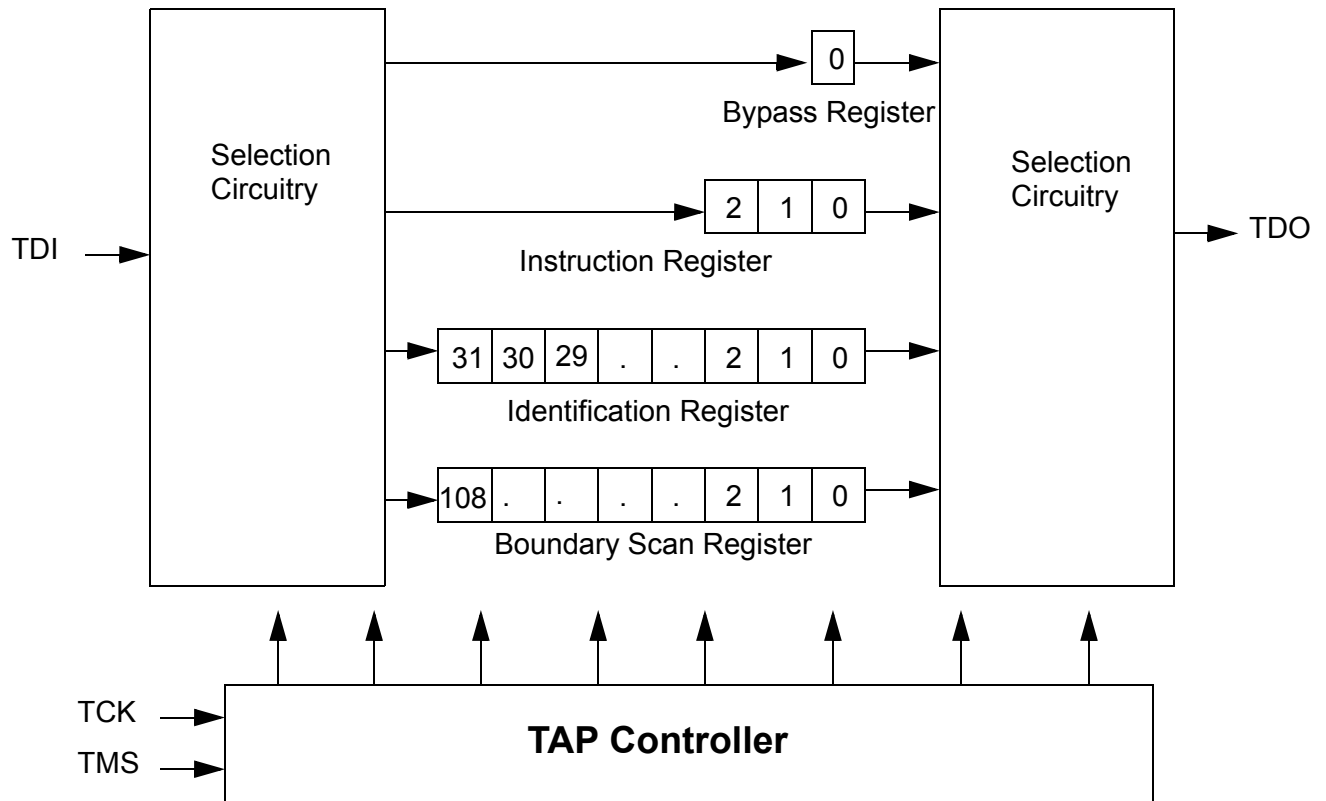 0
Bypass Register
Selection
Circuitry
Selection
Circuitry
2 1 0
TDI
TDO
Instruction Register
31 30 29 . . 2 1 0
Identification Register
108 . . . . 2 1 0
Boundary Scan Register
TCK
TMS
TAP Controller